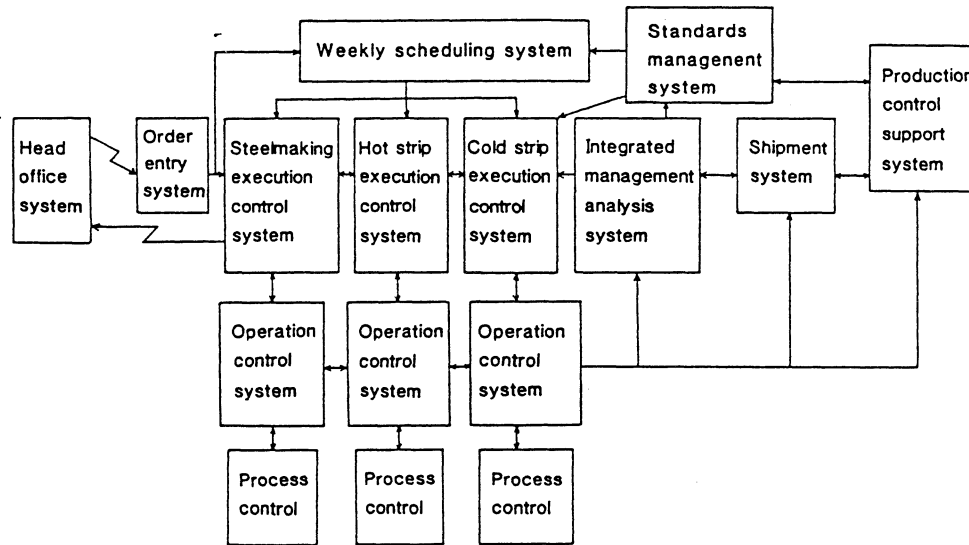 Weekly scheduling system
Standards
managenent
system
Production
control
support
system
Head
office
system
Order
entry
system
Steelmaking
execution
control
system
Hot strip
execution
control
system
Cold strip
execution
control
system
Integrated
management
analysis
system
Shipment
system
Operation
control
system
Operation
control
system
Operation
control
system
Process
control
Process
control
Process
control